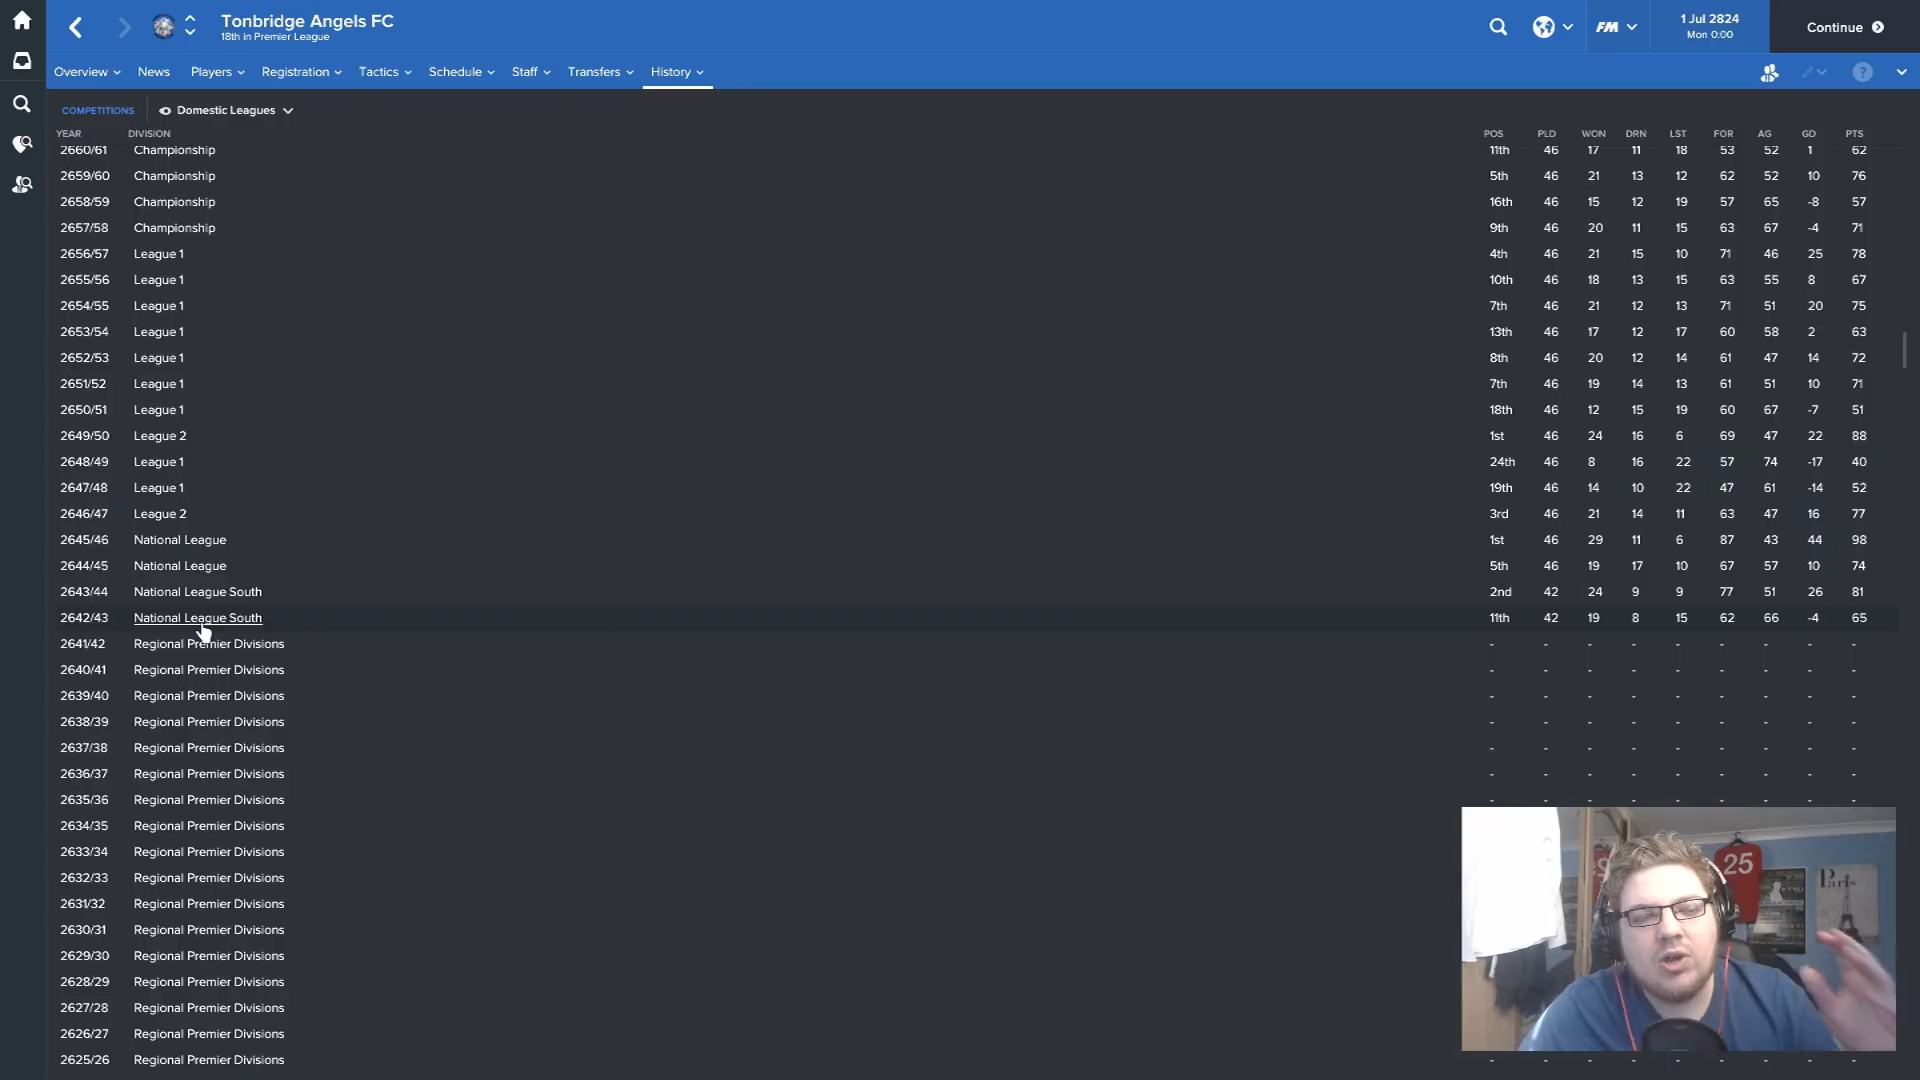 Tonbridge Angels FC
18th in Premier League
FM
1 Jul 2824
Mon 0:00
Continue
Overview News Players Registration Tactics Schedule Staff Transfers History
?
COMPETITIONS Domestic Leagues
YEAR DIVISION POS PLD WON DRN LST FOR AG GD PTS
2660/61 Championship 11th 46 17 11 18 53 52 1 62
2659/60 Championship 5th 46 21 13 12 62 52 10 76
2658/59 Championship 16th 46 15 12 19 57 65 -8 57
2657/58 Championship 9th 46 20 11 15 63 67 -4 71
2656/57 League 1 4th 46 21 15 10 71 46 25 78
2655/56 League 1 10th 46 18 13 15 63 55 8 67
2654/55 League 1 7th 46 21 12 13 71 51 20 75
2653/54 League 1 13th 46 17 12 17 60 58 2 63
2652/53 League 1 8th 46 20 12 14 61 47 14 72
2651/52 League 1 7th 46 19 14 13 61 51 10 71
2650/51 League 1 18th 46 12 15 19 60 67 -7 51
2649/50 League 2 1st 46 24 16 6 69 47 22 88
2648/49 League 1 24th 46 8 16 22 57 74 -17 40
2647/48 League 1 19th 46 14 10 22 47 61 -14 52
2646/47 League 2 3rd 46 21 14 11 63 47 16 77
2645/46 National League 1st 46 29 11 6 87 43 44 98
2644/45 National League 5th 46 19 17 10 67 57 10 74
2643/44 National League South 2nd 42 24 9 9 77 51 26 81
2642/43 National League South 11th 42 19 8 15 62 66 -4 65
2641/42 Regional Premier Divisions - - - - - - - - -
2640/41 Regional Premier Divisions - - - - - - - - -
2639/40 Regional Premier Divisions - - - - - - - - -
2638/39 Regional Premier Divisions - - - - - - - - -
2637/38 Regional Premier Divisions - - - - - - - - -
2636/37 Regional Premier Divisions - - - - - - - - -
2635/36 Regional Premier Divisions - - - - - - - - -
2634/35 Regional Premier Divisions
2633/34 Regional Premier Divisions
2632/33 Regional Premier Divisions
2631/32 Regional Premier Divisions
2630/31 Regional Premier Divisions
2629/30 Regional Premier Divisions
2628/29 Regional Premier Divisions
2627/28 Regional Premier Divisions
2626/27 Regional Premier Divisions
2625/26 Regional Premier Divisions - - - - - - - - -
25
Paris